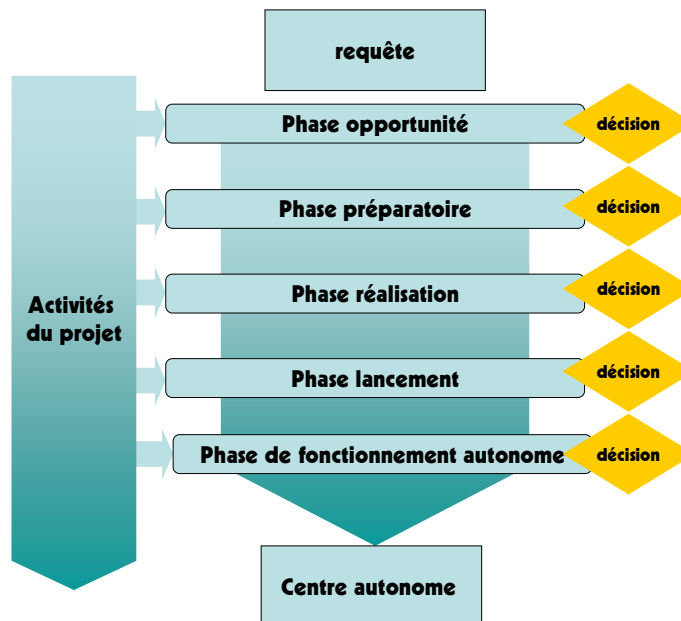 requête
Phase opportunité
décision
Phase préparatoire
décision
Phase réalisation
décision
Activités
du projet
Phase lancement
décision
Phase de fonctionnement autonome
décision
Centre autonome